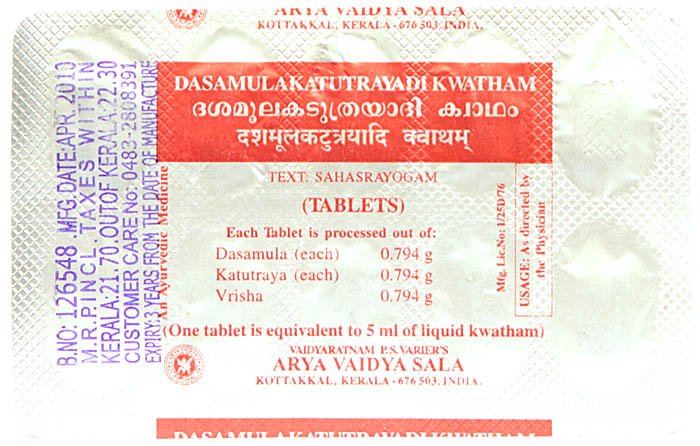 ARYA VAIDYA SALA
KOTTAKKAL, KERALA - 676 503, INDIA.
DASAMULAKATUTRAYADI KWATHAM
ദശമൂലകടുത്രയാദി ക്വാഥം
दशमूलकटुत्रयादि क्वाथम्
TEXT: SAHASRAYOGAM
(TABLETS)
Each Tablet is processed out of:
Dasamula (each) 0.794 g
Katutraya (each) 0.794 g
Vrisha 0.794 g
(One tablet is equivalent to 5 ml of liquid kwatham)
VAIDYARATNAM P.S. VARIER'S
ARYA VAIDYA SALA
KOTTAKKAL, KERALA - 676 503, INDIA.
An Ayurvedic Medicine
Mfg. Lic. No: 1/25D/76
USAGE: As directed by
the Physician
B.NO: 126548 MFG.DATE:APR.2010
M.R.P.INCL. TAXES WITHIN
KERALA:21.70.OUTOF KERALA:22.30
CUSTOMER CARE No: 0483-2808391
EXPIRY:3 YEARS FROM THE DATE OF MANUFACTURE
DASAMULAKATUTRAYADI KWATHAM